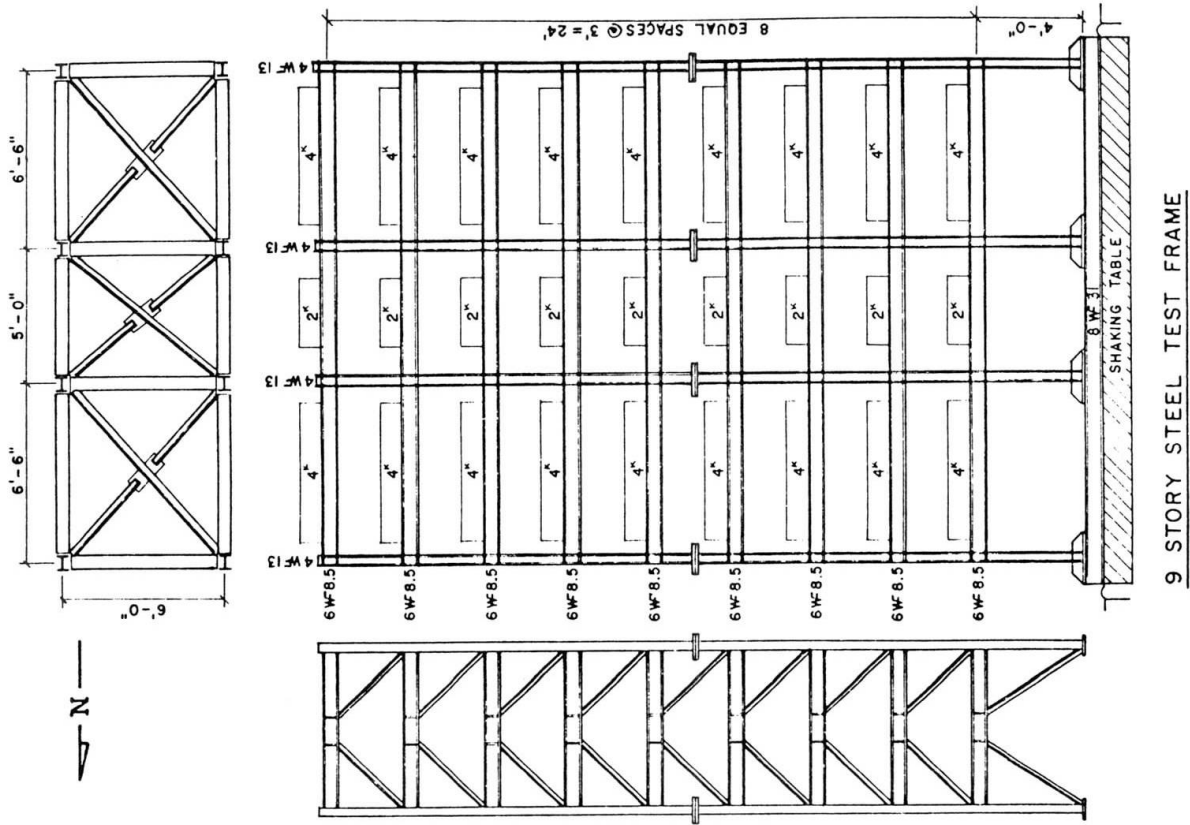 6'-6"
5'-0"
6'-6"
6'-0"
N
8 EQUAL SPACES @ 3' = 24'
4'-0"
4 WF 13
4 WF 13
4 WF 13
4 WF 13
4ᴷ 2ᴷ 4ᴷ
4ᴷ 2ᴷ 4ᴷ
4ᴷ 2ᴷ 4ᴷ
4ᴷ 2ᴷ 4ᴷ
4ᴷ 2ᴷ 4ᴷ
4ᴷ 2ᴷ 4ᴷ
4ᴷ 2ᴷ 4ᴷ
4ᴷ 2ᴷ 4ᴷ
4ᴷ 2ᴷ 4ᴷ
6 WF 8.5
6 WF 8.5
6 WF 8.5
6 WF 8.5
6 WF 8.5
6 WF 8.5
6 WF 8.5
6 WF 8.5
6 WF 8.5
8 WF 31
SHAKING TABLE
9 STORY STEEL TEST FRAME